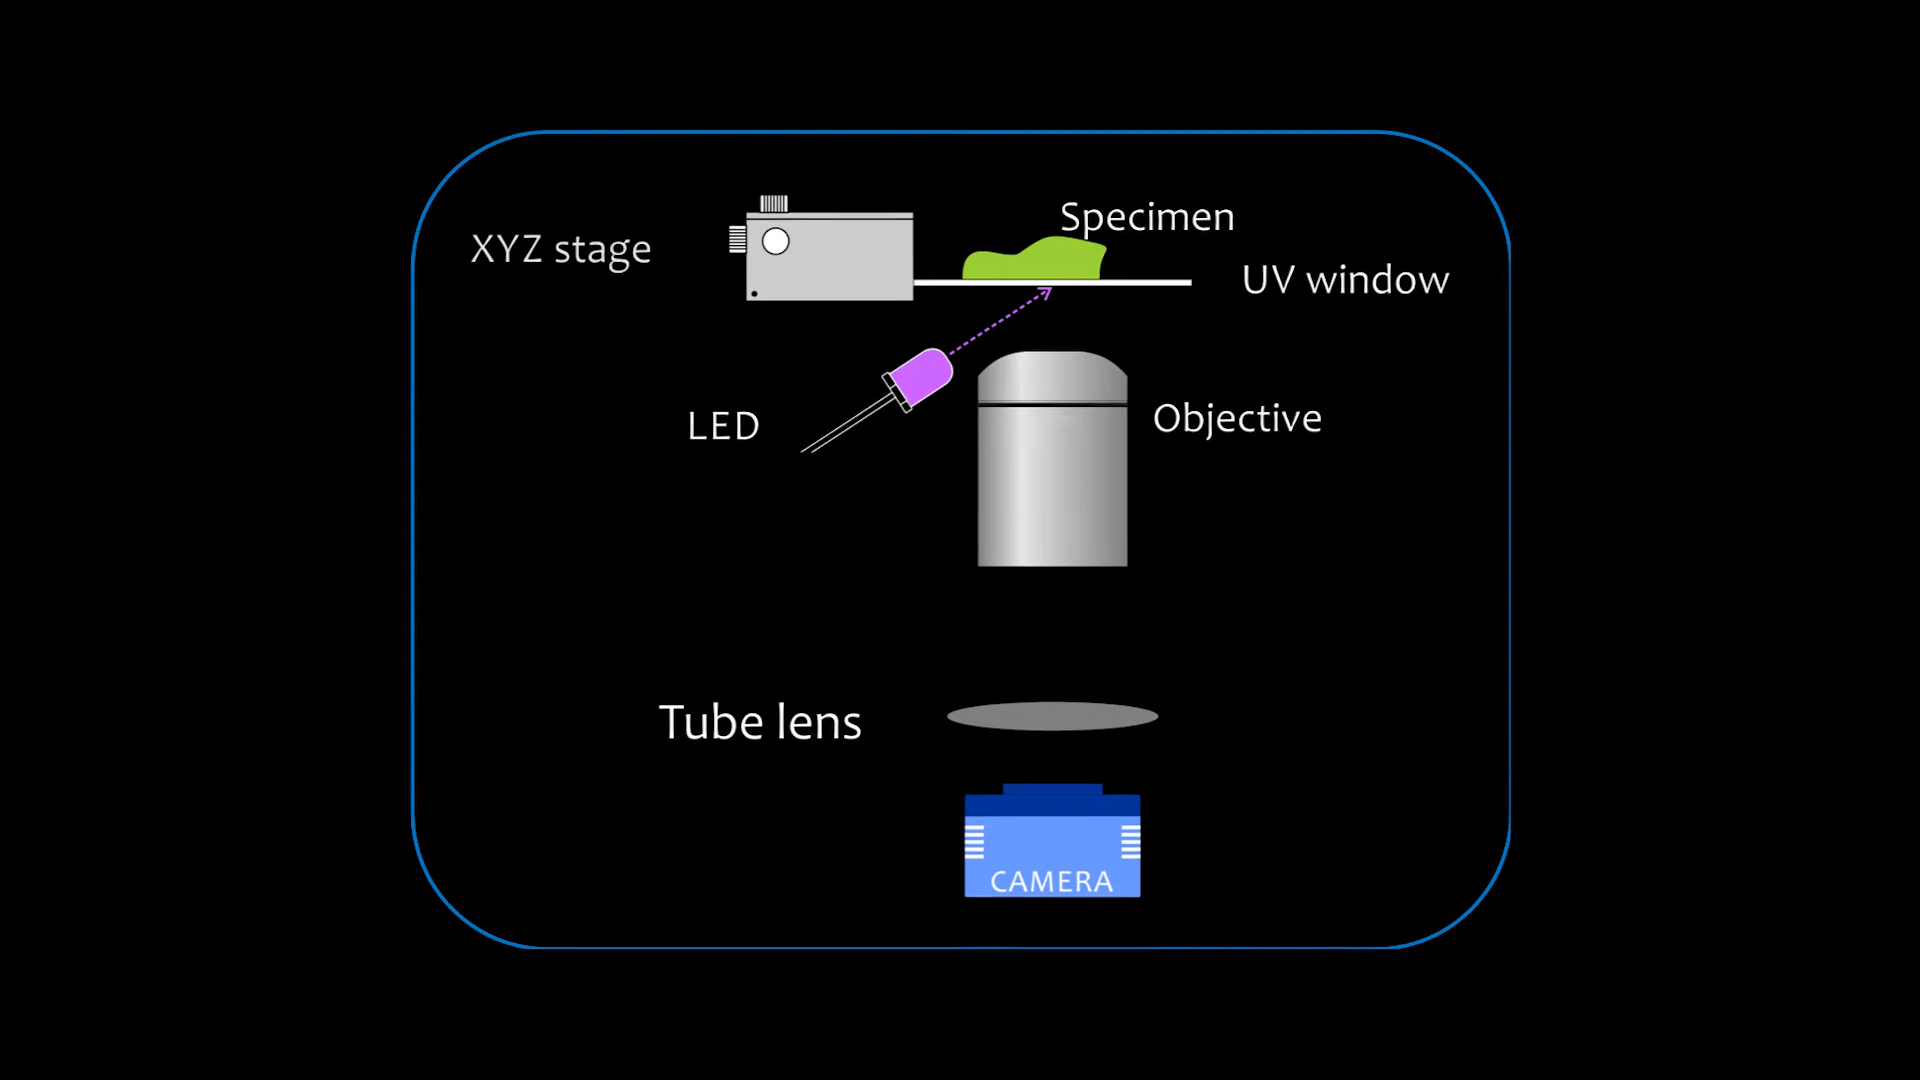 Specimen
XYZ stage
UV window
LED
Objective
Tube lens
CAMERA